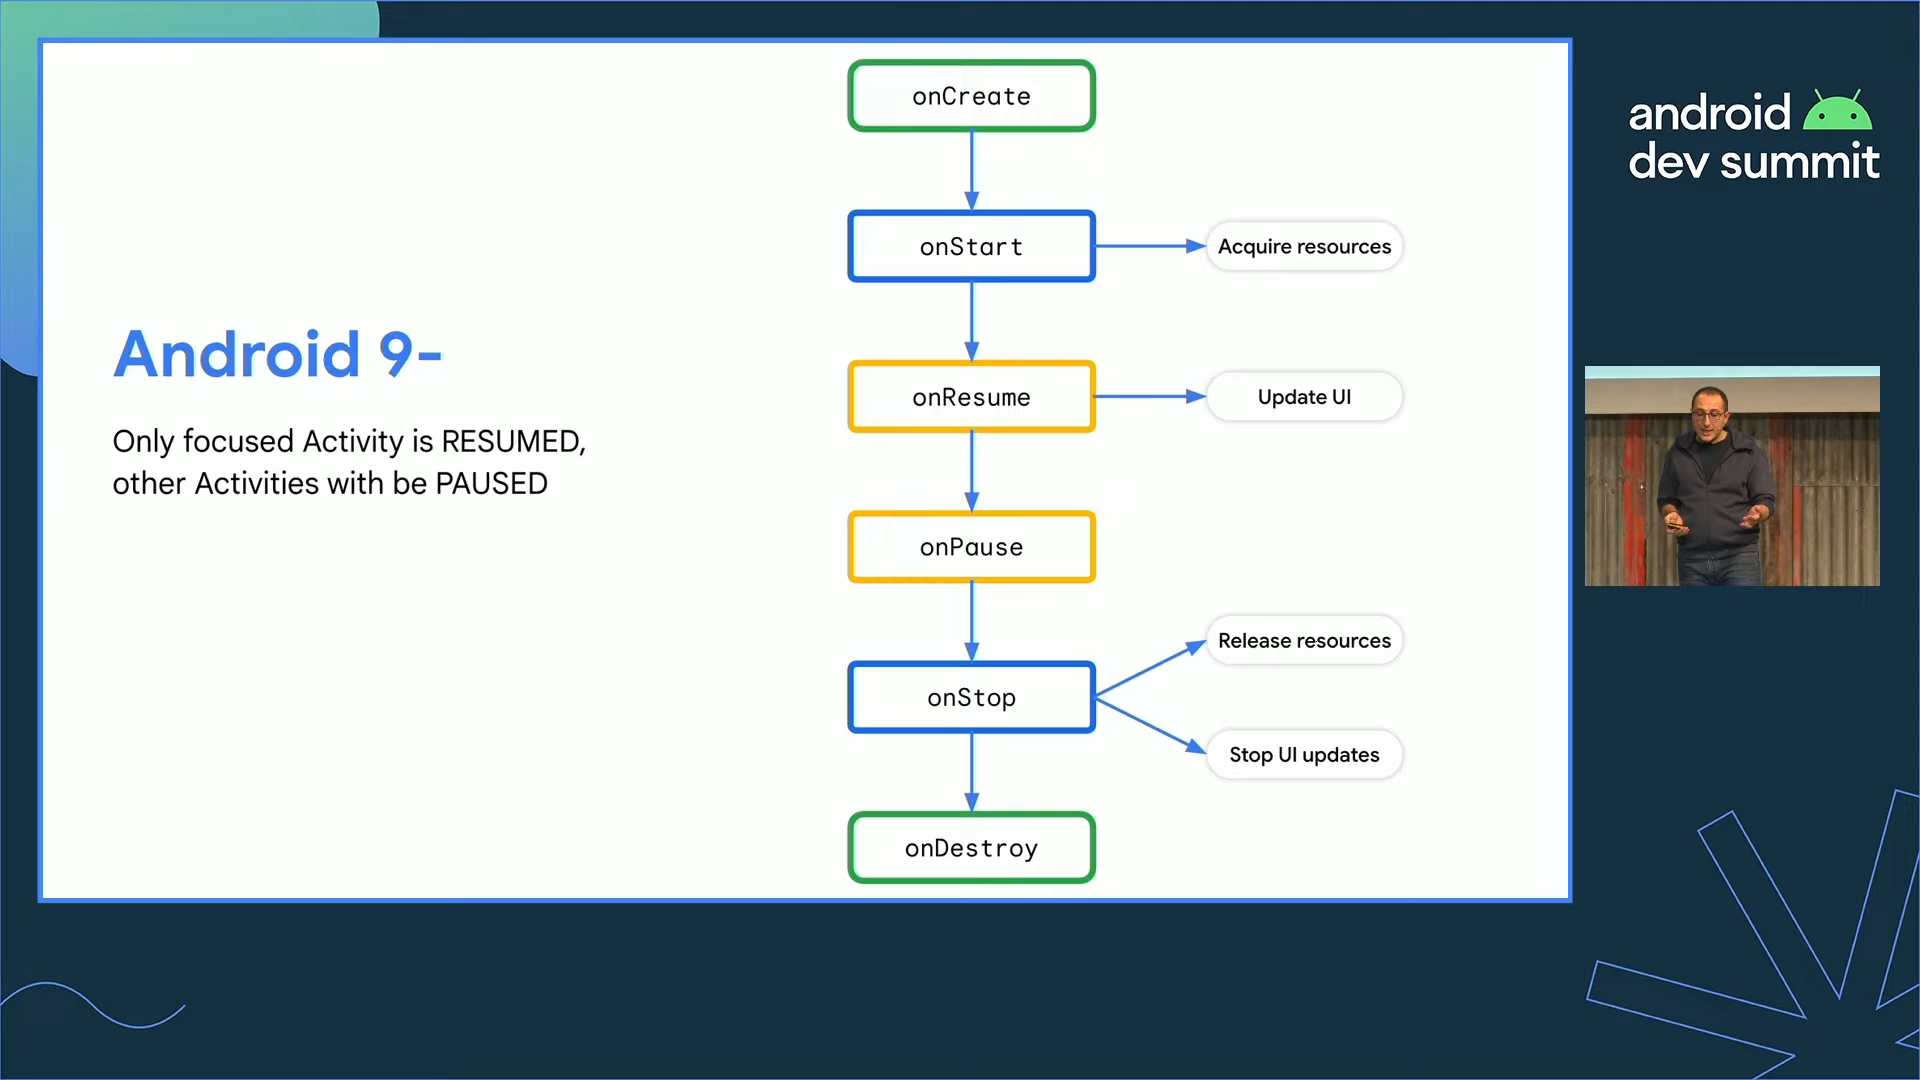 Android 9-
Only focused Activity is RESUMED,
other Activities with be PAUSED
onCreate
onStart
Acquire resources
onResume
Update UI
onPause
onStop
Release resources
Stop UI updates
onDestroy
android
dev summit